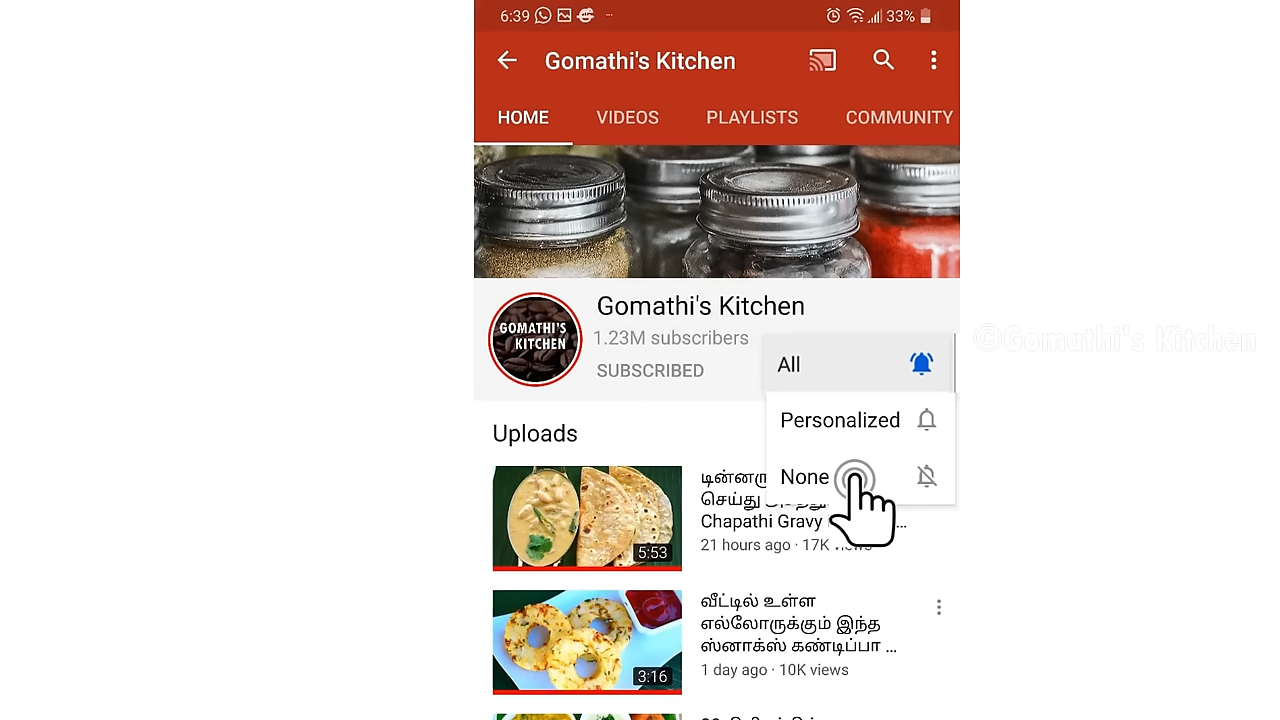 6:39
33%
Gomathi's Kitchen
HOME
VIDEOS
PLAYLISTS
COMMUNITY
GOMATHI'S
KITCHEN
Gomathi's Kitchen
1.23M subscribers
SUBSCRIBED
All
Personalized
None
©Gomathi's Kitchen
Uploads
5:53
செய்து
Chapathi Gravy
...
21 hours ago · 17K views
3:16
வீட்டில் உள்ள
எல்லோருக்கும் இந்த
ஸ்னாக்ஸ் கண்டிப்பா ...
1 day ago · 10K views